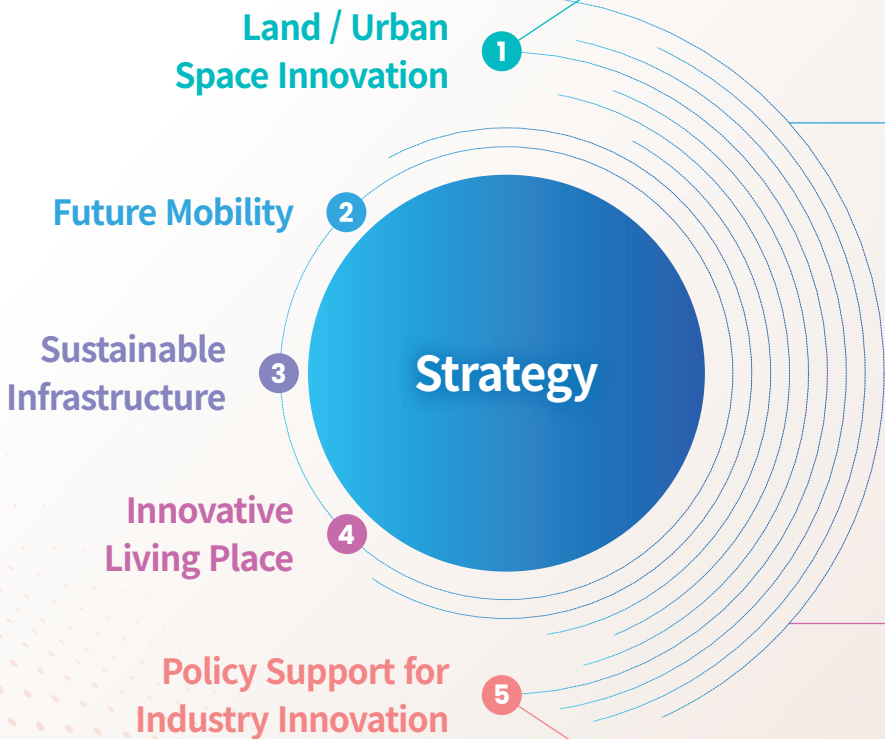 Land / Urban
Space Innovation
1
Future Mobility
2
Sustainable
Infrastructure
3
Strategy
Innovative
Living Place
4
Policy Support for
Industry Innovation
5